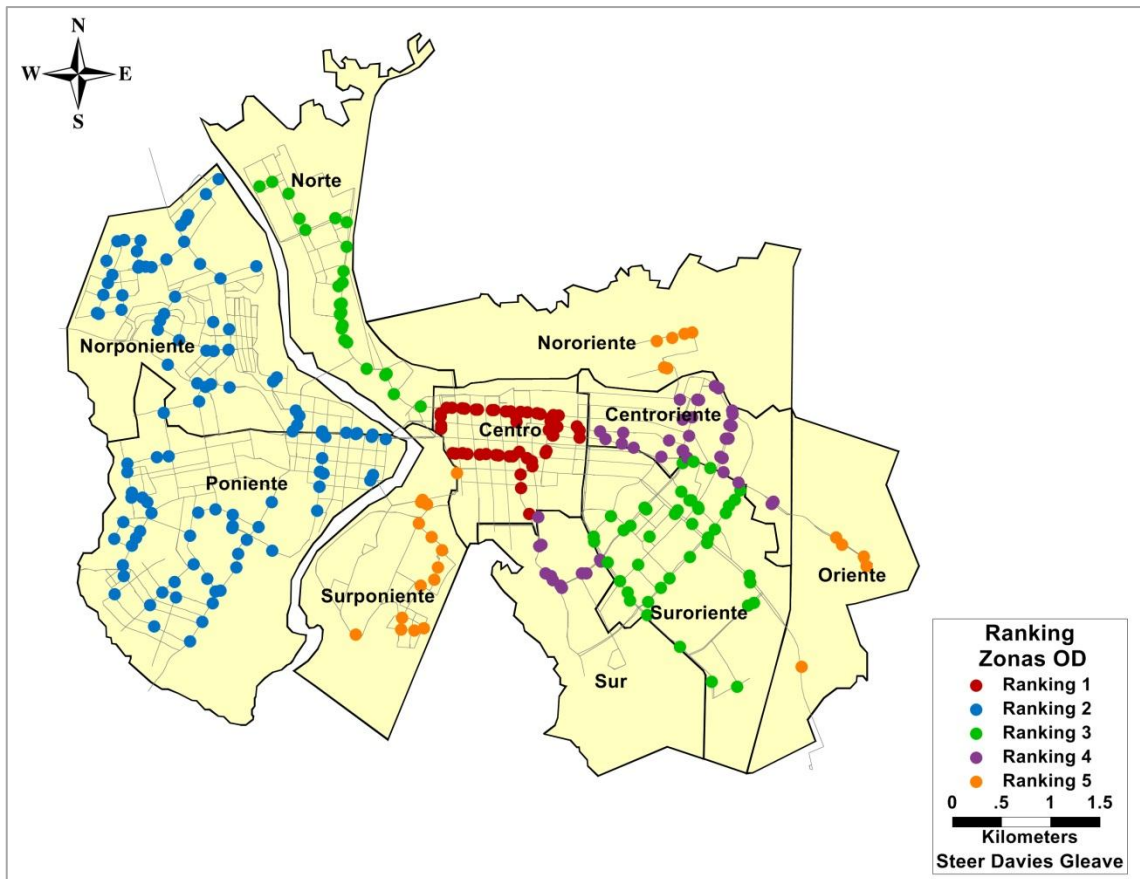 N
W E
S
Norte
Nororiente
Norponiente
Centroriente
Centro
Poniente
Oriente
Surponiente
Suroriente
Sur
Ranking
Zonas OD
Ranking 1
Ranking 2
Ranking 3
Ranking 4
Ranking 5
0 .5 1 1.5
Kilometers
Steer Davies Gleave